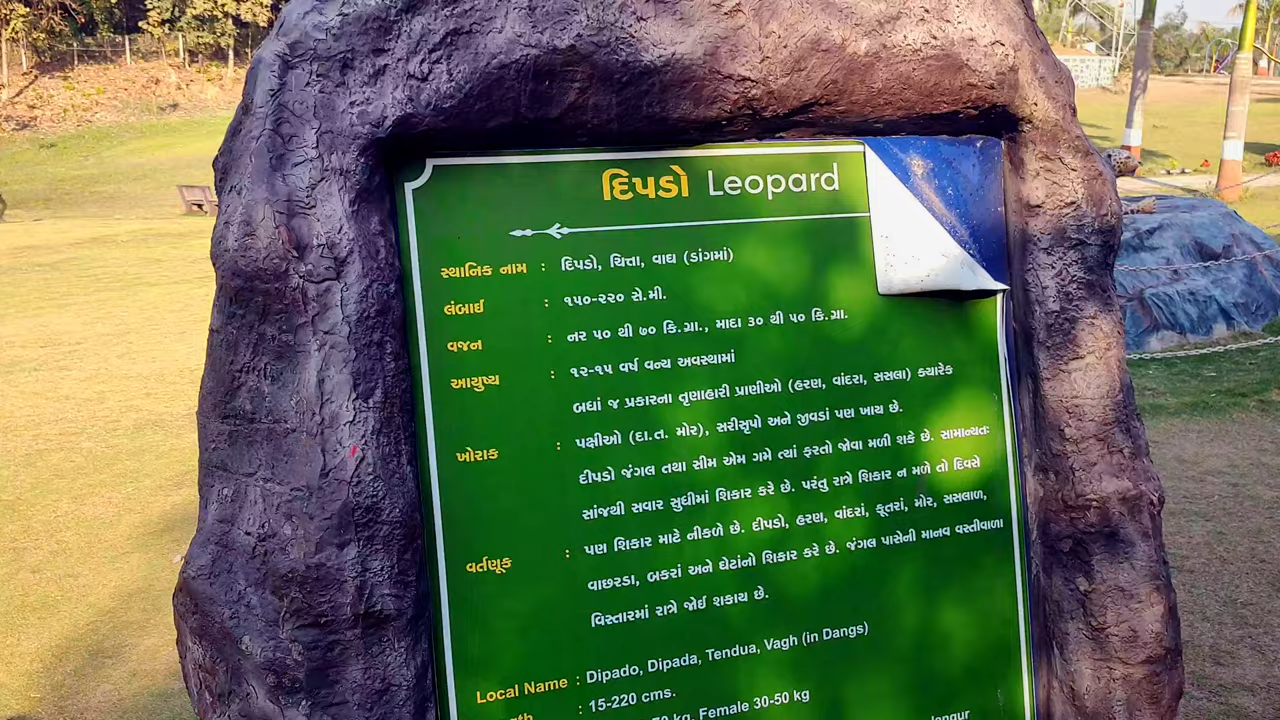 દિપડો Leopard
સ્થાનિક નામ : દિપડો, ચિત્તા, વાઘ (ડાંગમાં)
લંબાઈ : ૧૫૦-૨૨૦ સે.મી.
વજન : નર ૫૦ થી ૭૦ કિ.ગ્રા., માદા ૩૦ થી ૫૦ કિ.ગ્રા.
આયુષ્ય : ૧૨-૧૫ વર્ષ વન્ય અવસ્થામાં
બધાં જ પ્રકારના તૃણાહારી પ્રાણીઓ (હરણ, વાંદરા, સસલા) ક્યારેક
ખોરાક : પક્ષીઓ (દા.ત. મોર), સરીસૃપો અને જીવડાં પણ ખાય છે.
દીપડો જંગલ તથા સીમ એમ ગમે ત્યાં ફરતો જોવા મળી શકે છે. સામાન્યતઃ
સાંજથી સવાર સુધીમાં શિકાર કરે છે. પરંતુ રાત્રે શિકાર ન મળે તો દિવસે
વર્તણૂક : પણ શિકાર માટે નીકળે છે. દીપડો, હરણ, વાંદરાં, કૂતરાં, મોર, સસલાળ,
વાછરડા, બકરાં અને ઘેટાંનો શિકાર કરે છે. જંગલ પાસેની માનવ વસ્તીવાળા
વિસ્તારમાં રાત્રે જોઈ શકાય છે.
Local Name : Dipado, Dipada, Tendua, Vagh (in Dangs)
: 15-220 cms.
kg, Female 30-50 kg